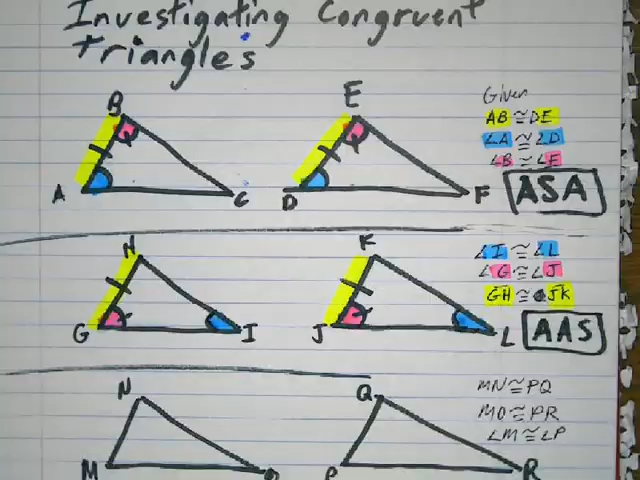 Investigating Congruent
Triangles
B
A
C
E
D
F
Given
AB ≅ DE
∠A ≅ ∠D
∠B ≅ ∠E
ASA
H
G
I
K
J
L
∠I ≅ ∠L
∠G ≅ ∠J
GH ≅ JK
AAS
N
M
O
Q
P
R
MN ≅ PQ
MO ≅ PR
∠M ≅ ∠P